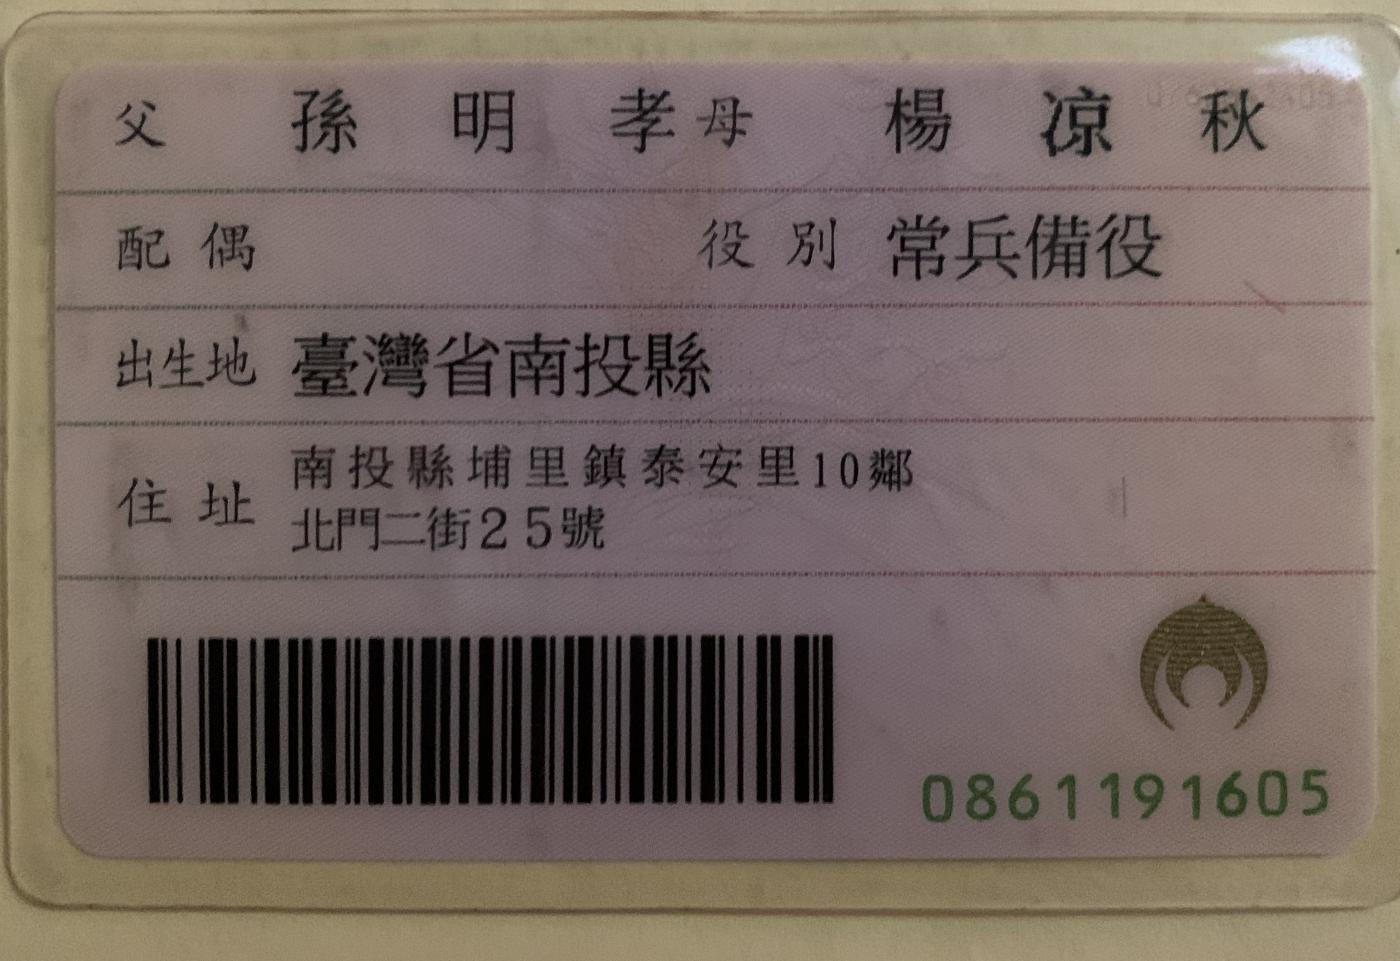 父 孫明孝 母 楊凉秋
配偶 役別 常兵備役
出生地 臺灣省南投縣
住址 南投縣埔里鎮泰安里10鄰
北門二街25號
0861191605